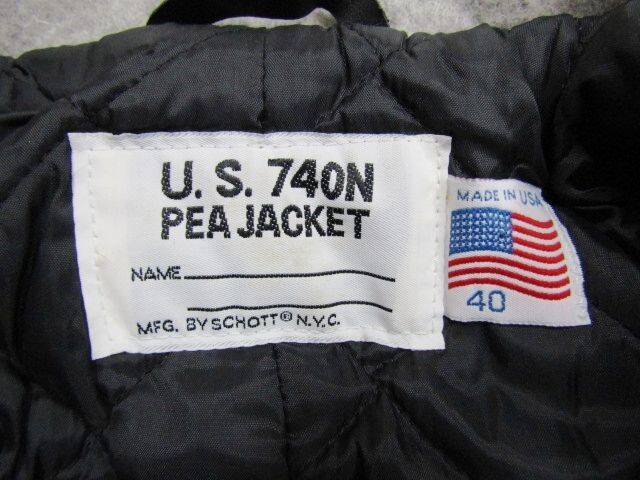 U. S. 740N
PEA JACKET
NAME
MFG. BY SCHOTT® N.Y.C.
MADE IN USA
40